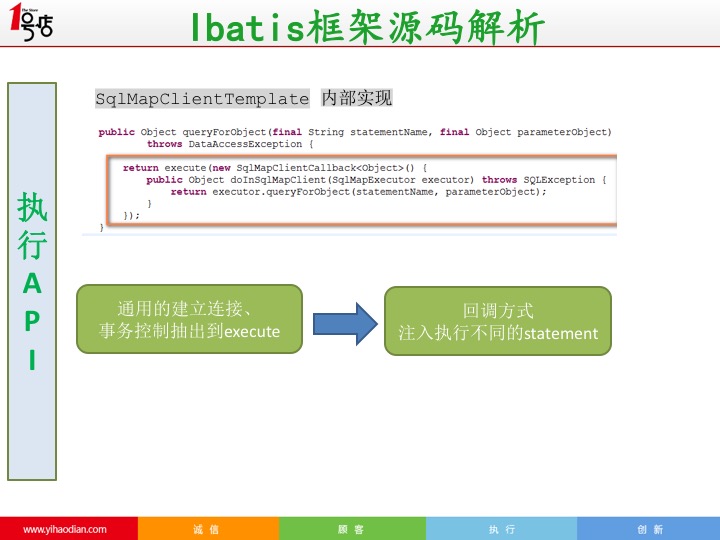 1号店
The Store
Ibatis框架源码解析
执行API
SqlMapClientTemplate 内部实现
public Object queryForObject(final String statementName, final Object parameterObject)
throws DataAccessException {
return execute(new SqlMapClientCallback<Object>() {
public Object doInSqlMapClient(SqlMapExecutor executor) throws SQLException {
return executor.queryForObject(statementName, parameterObject);
}
});
}
通用的建立连接、
事务控制抽出到execute
回调方式
注入执行不同的statement
www.yihaodian.com 诚 信 顾 客 执 行 创 新